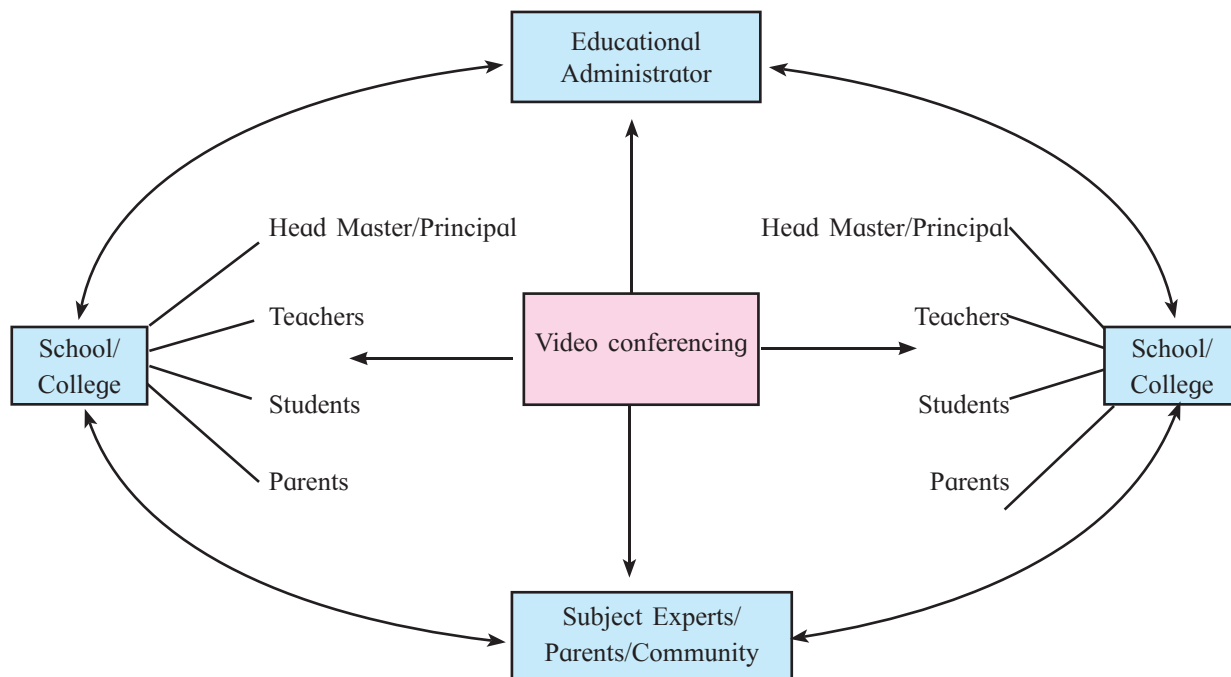 Educational
Administrator
Head Master/Principal
Head Master/Principal
Teachers
Teachers
Video conferencing
School/
College
School/
College
Students
Students
Parents
Parents
Subject Experts/
Parents/Community